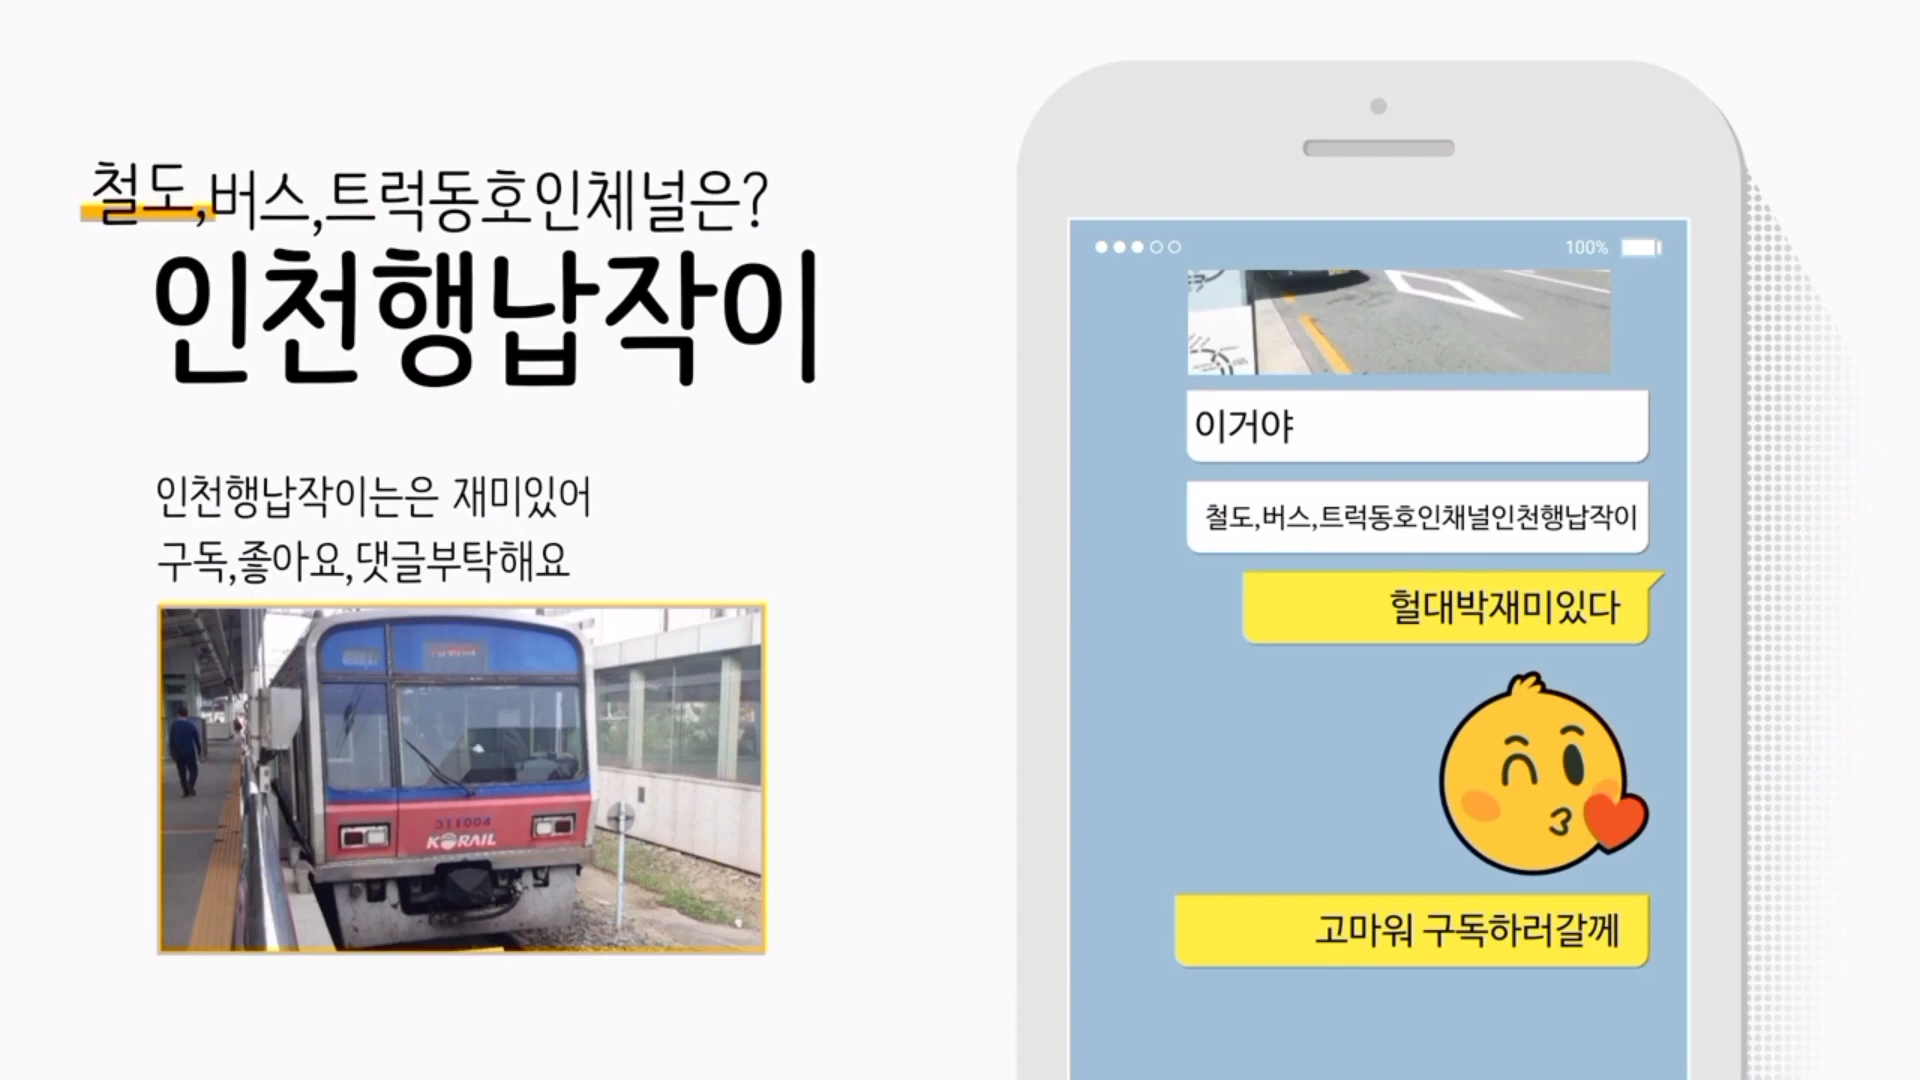 철도,버스,트럭동호인체널은?
인천행납작이
인천행납작이는은 재미있어
구독,좋아요,댓글부탁해요
311004
KORAIL
100%
이거야
철도,버스,트럭동호인채널인천행납작이
헐대박재미있다
고마워 구독하러갈께